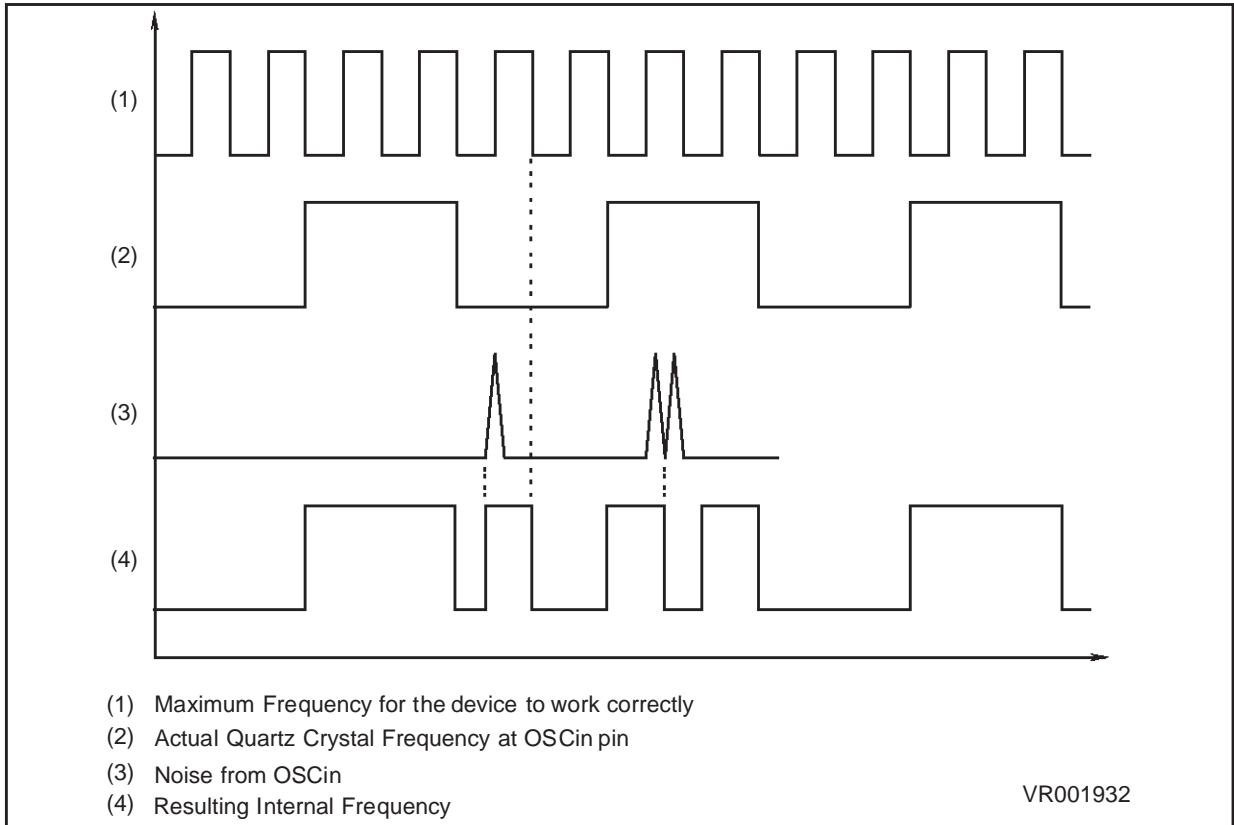 (1)
(2)
(3)
(4)
(1) Maximum Frequency for the device to work correctly
(2) Actual Quartz Crystal Frequency at OSCin pin
(3) Noise from OSCin
(4) Resulting Internal Frequency
VR001932